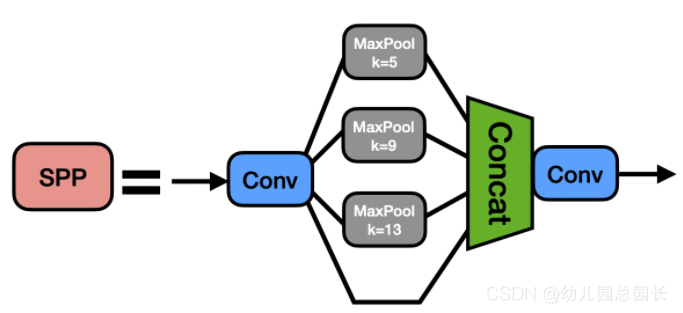 SPP
Conv
MaxPool
k=5
MaxPool
k=9
MaxPool
k=13
Concat
Conv
CSDN @幼儿园总园长